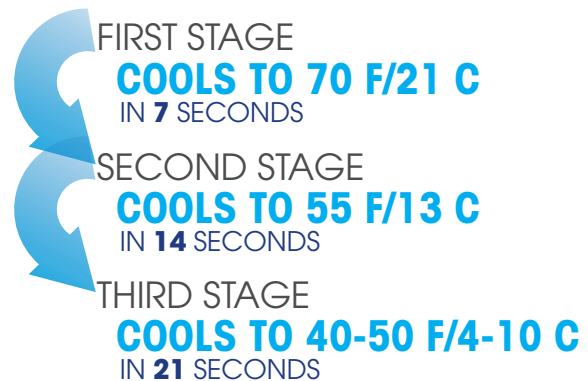 FIRST STAGE
COOLS TO 70 F/21 C
IN 7 SECONDS
SECOND STAGE
COOLS TO 55 F/13 C
IN 14 SECONDS
THIRD STAGE
COOLS TO 40-50 F/4-10 C
IN 21 SECONDS